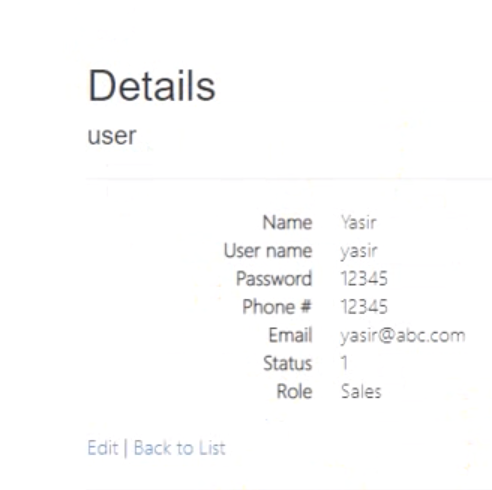 Details
user
Name Yasir
User name yasir
Password 12345
Phone # 12345
Email yasir@abc.com
Status 1
Role Sales
Edit | Back to List